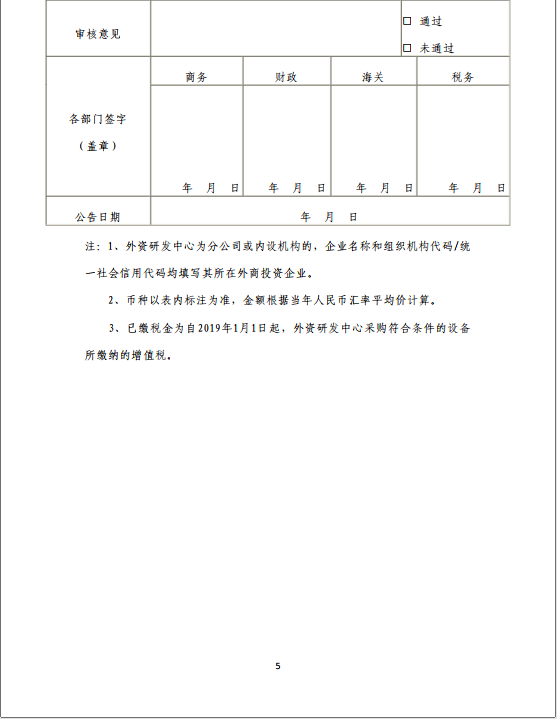 审核意见
□ 通过
□ 未通过
各部门签字
（盖章）
商务 财政 海关 税务
年 月 日 年 月 日 年 月 日 年 月 日
公告日期 年 月 日
注：1、外资研发中心为分公司或内设机构的，企业名称和组织机构代码/统
一社会信用代码均填写其所在外商投资企业。
2、币种以表内标注为准，金额根据当年人民币汇率平均价计算。
3、已缴税金为自2019年1月1日起，外资研发中心采购符合条件的设备
所缴纳的增值税。
5